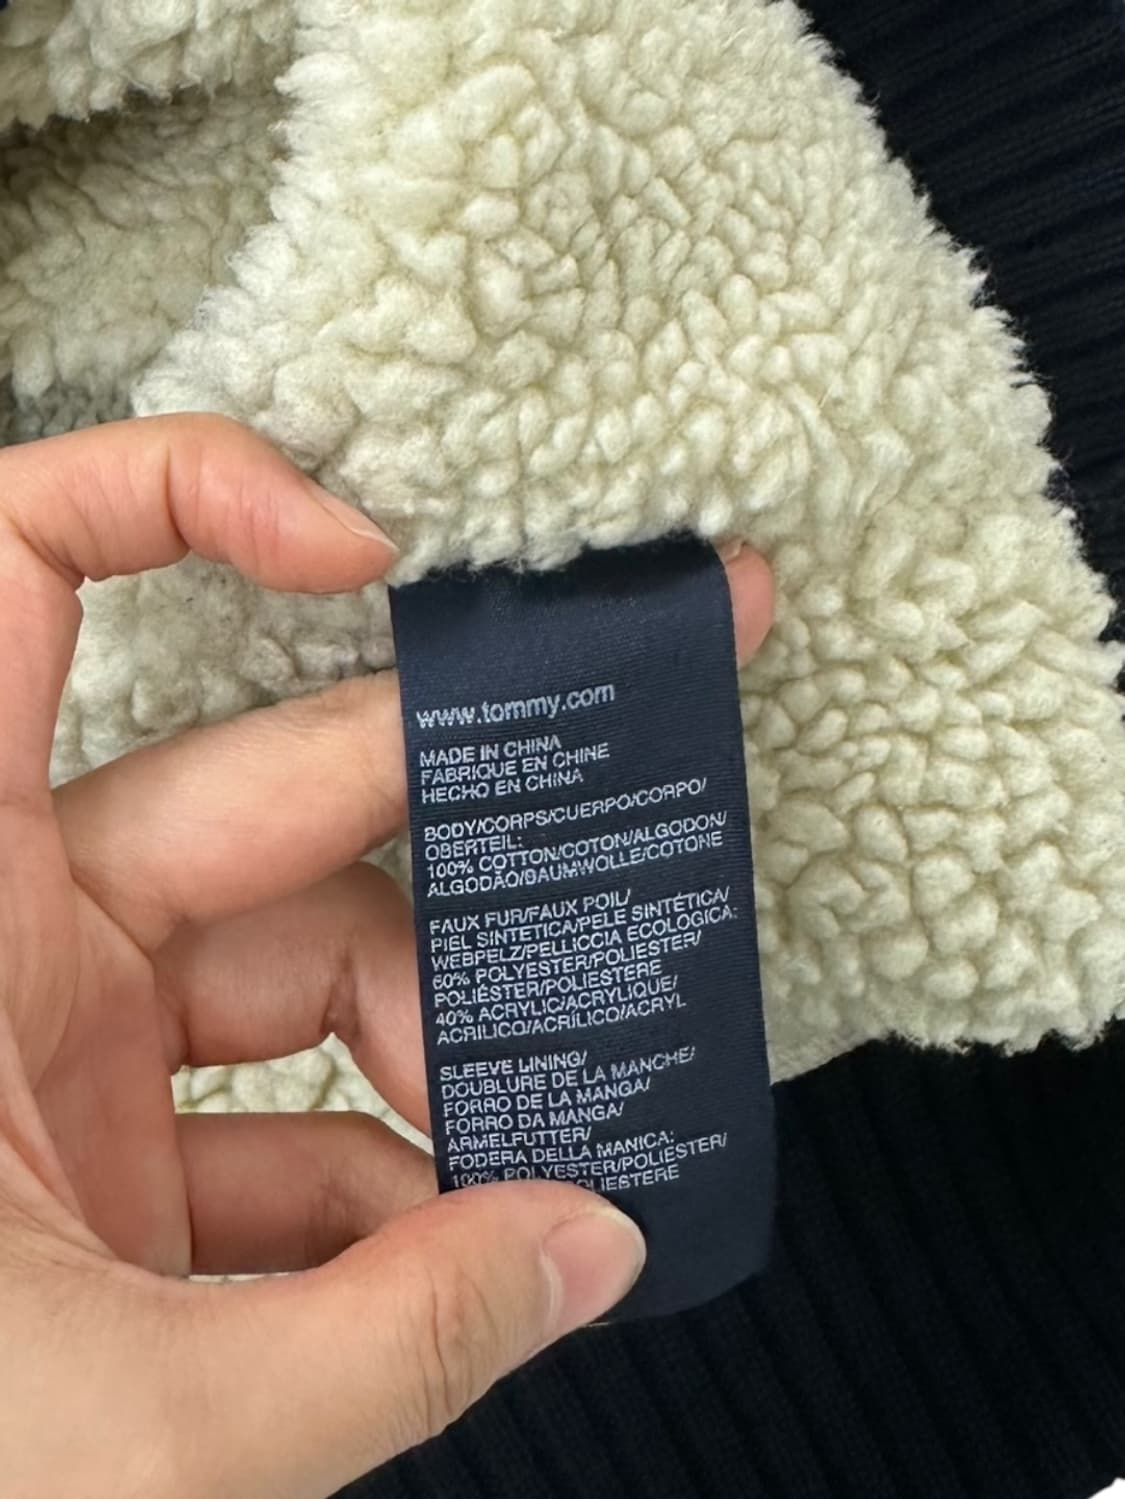 www.tommy.com
MADE IN CHINA
FABRIQUE EN CHINE
HECHO EN CHINA
BODY/CORPS/CUERPO/CORPO/
OBERTEIL:
100% COTTON/COTON/ALGODON/
ALGODÃO/BAUMWOLLE/COTONE
FAUX FUR/FAUX POIL/
PIEL SINTETICA/PELE SINTÉTICA/
WEBPELZ/PELLICCIA ECOLOGICA:
60% POLYESTER/POLIESTER/
POLIÉSTER/POLIESTERE
40% ACRYLIC/ACRYLIQUE/
ACRILICO/ACRÍLICO/ACRYL
SLEEVE LINING/
DOUBLURE DE LA MANCHE/
FORRO DE LA MANGA/
FORRO DA MANGA/
ARMELFUTTER/
FODERA DELLA MANICA:
100% POLYESTER/POLIESTER/